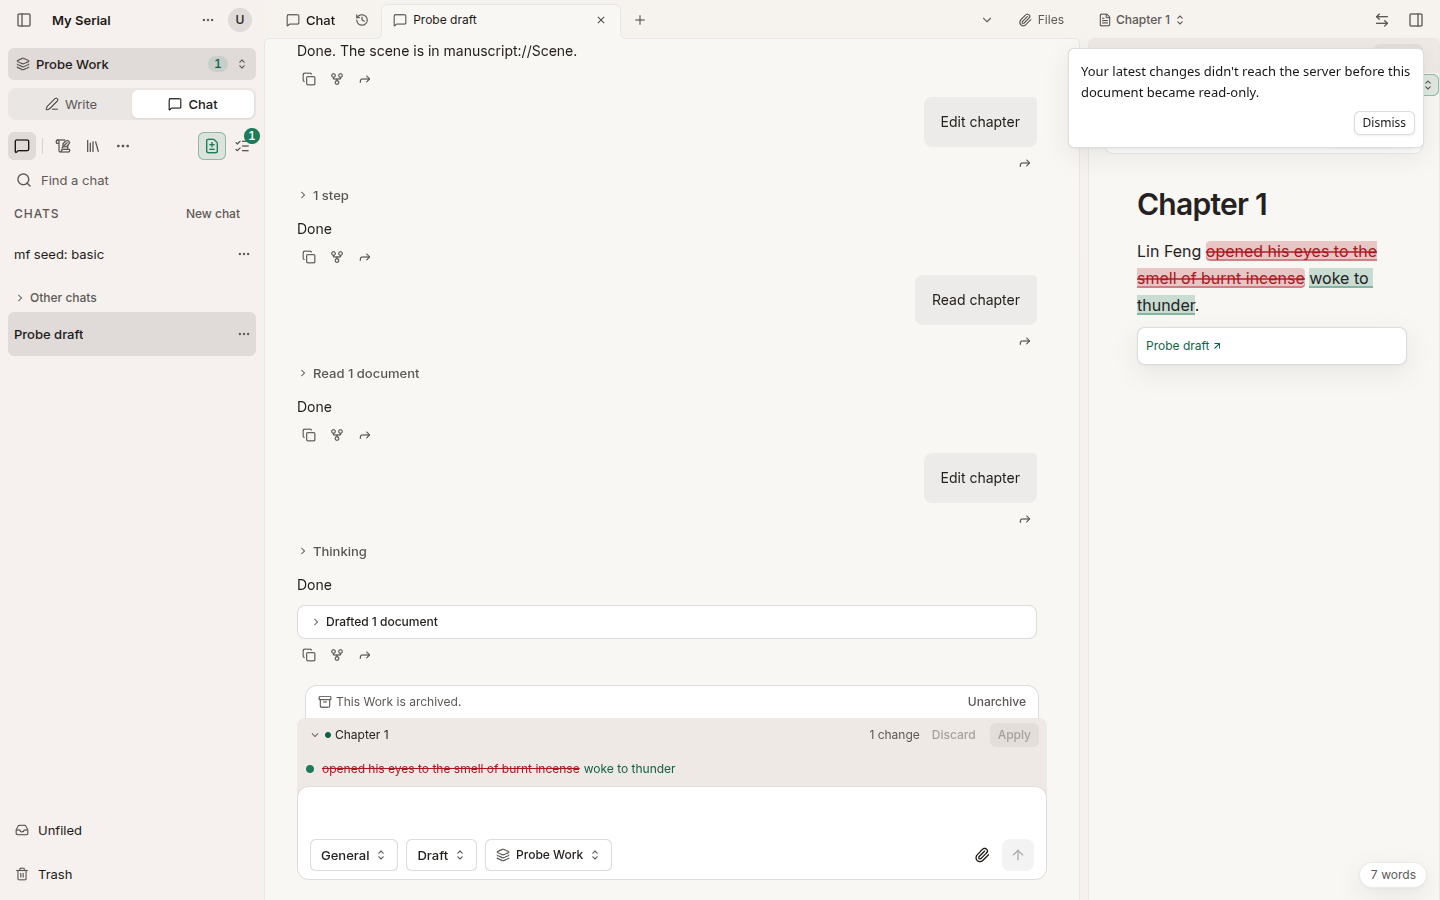 My Serial
U
Chat
Probe draft
Files
Chapter 1
Probe Work
1
Write
Chat
1
Find a chat
CHATS
New chat
mf seed: basic
Other chats
Probe draft
Unfiled
Trash
Done. The scene is in manuscript://Scene.
Edit chapter
1 step
Done
Read chapter
Read 1 document
Done
Edit chapter
Thinking
Done
Drafted 1 document
This Work is archived.
Unarchive
Chapter 1
1 change
Discard
Apply
opened his eyes to the smell of burnt incense woke to thunder
General
Draft
Probe Work
Your latest changes didn't reach the server before this
document became read-only.
Dismiss
Chapter 1
Lin Feng opened his eyes to the
smell of burnt incense woke to
thunder.
Probe draft
7 words